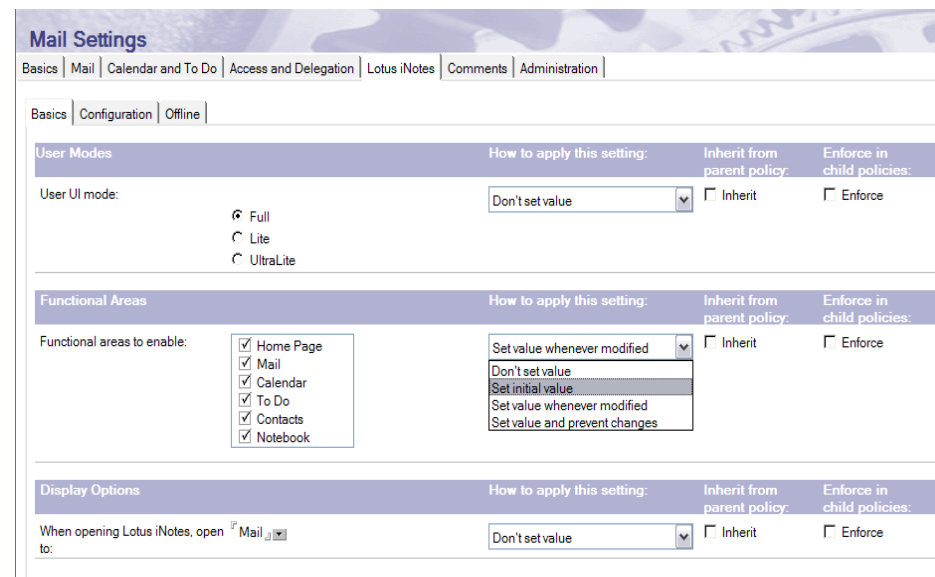 Mail Settings
Basics Mail Calendar and To Do Access and Delegation Lotus iNotes Comments Administration
Basics Configuration Offline
User Modes How to apply this setting: Inherit from parent policy: Enforce in child policies:
User UI mode: Don't set value Inherit Enforce
Full
Lite
UltraLite
Functional Areas How to apply this setting: Inherit from parent policy: Enforce in child policies:
Functional areas to enable: Home Page Set value whenever modified Inherit Enforce
Mail Don't set value
Calendar Set initial value
To Do Set value whenever modified
Contacts Set value and prevent changes
Notebook
Display Options How to apply this setting: Inherit from parent policy: Enforce in child policies:
When opening Lotus iNotes, open to: Mail Don't set value Inherit Enforce